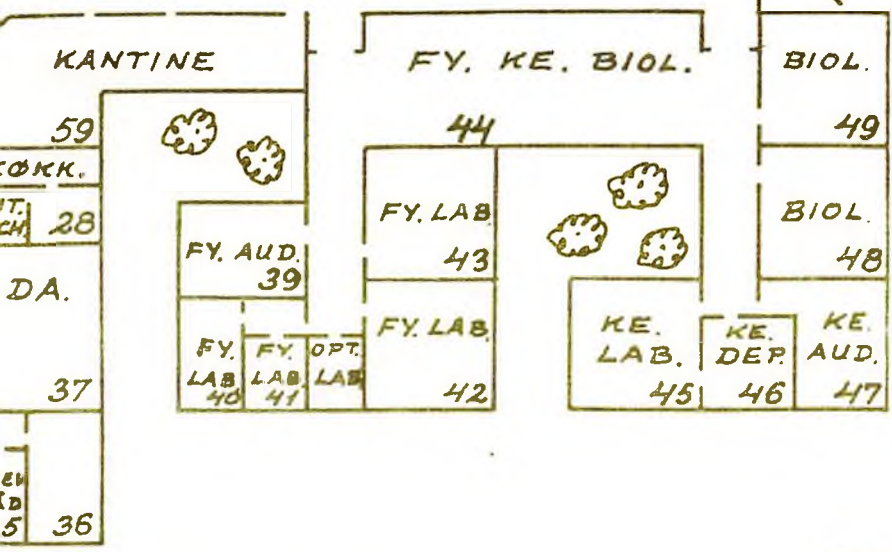 KANTINE
59
FY. KE. BIOL.
44
BIOL.
49
28
FY. LAB
43
BIOL.
48
FY. AUD.
39
DA.
37
FY.
LAB
40
FY.
LAB.
41
OPT.
LAB
FY. LAB.
42
KE.
LAB.
45
KE.
DEP.
46
KE.
AUD.
47
36